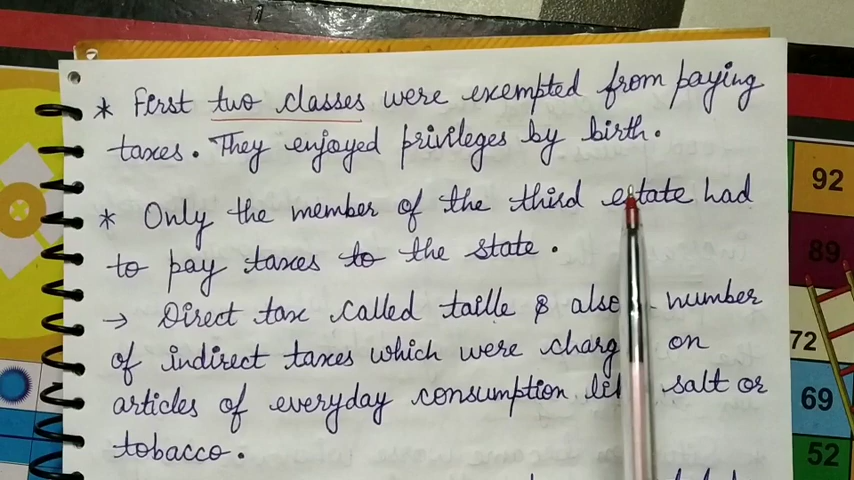 * First two classes were exempted from paying
taxes. They enjoyed privileges by birth.
* Only the member of the third estate had
to pay taxes to the state.
→ Direct tax called taille & also number
of indirect taxes which were on
articles of everyday consumption salt or
tobacco.
92
89
72
69
52